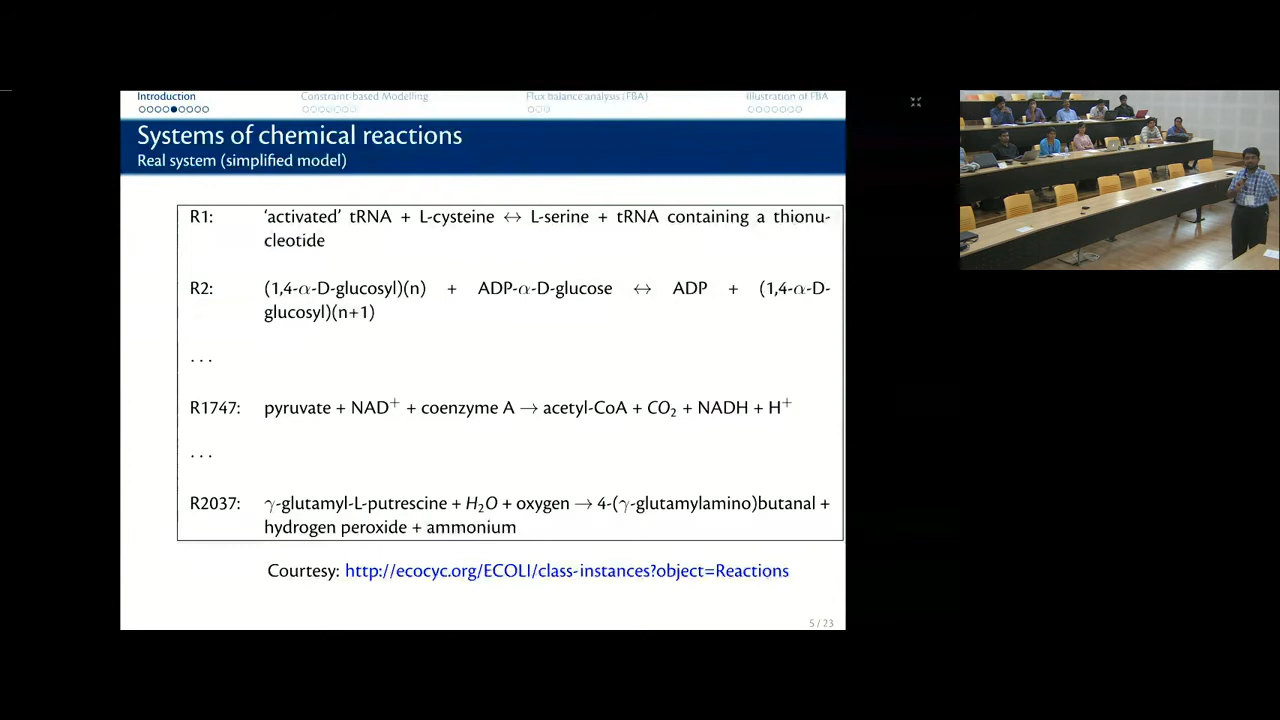 Introduction
Constraint-based Modelling
Flux balance analysis (FBA)
Illustration of FBA
Systems of chemical reactions
Real system (simplified model)
R1: ‘activated’ tRNA + L-cysteine ↔ L-serine + tRNA containing a thionu-
cleotide
R2: (1,4-α-D-glucosyl)(n) + ADP-α-D-glucose ↔ ADP + (1,4-α-D-
glucosyl)(n+1)
. . .
R1747: pyruvate + NAD⁺ + coenzyme A → acetyl-CoA + CO₂ + NADH + H⁺
. . .
R2037: γ-glutamyl-L-putrescine + H₂O + oxygen → 4-(γ-glutamylamino)butanal +
hydrogen peroxide + ammonium
Courtesy: http://ecocyc.org/ECOLI/class-instances?object=Reactions
5 / 23